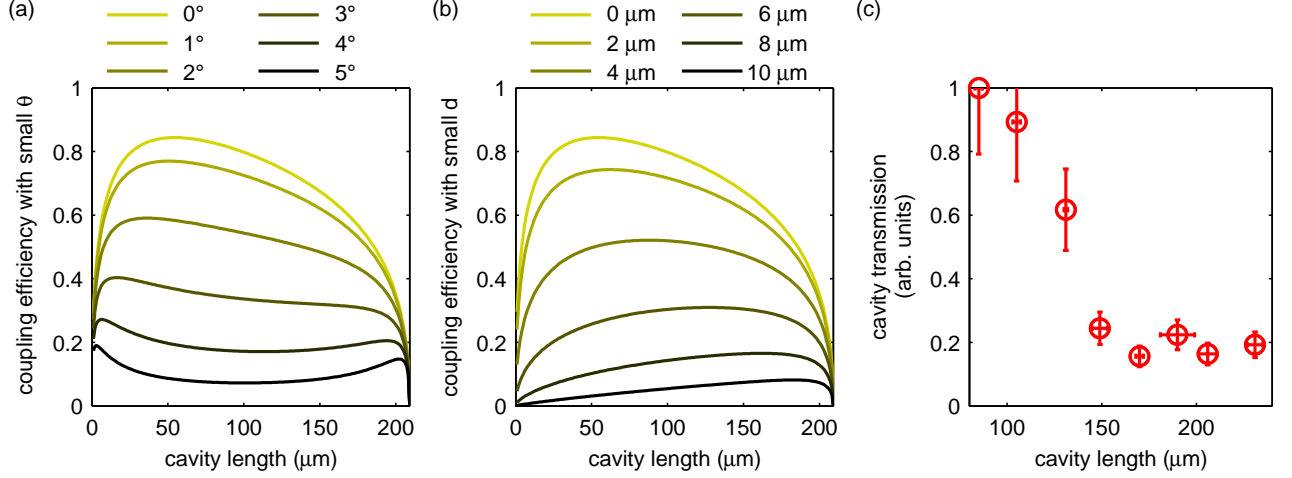 (a)
0°
1°
2°
3°
4°
5°
coupling efficiency with small θ
1
0.8
0.6
0.4
0.2
0
0 50 100 150 200
cavity length (μm)
(b)
0 μm
2 μm
4 μm
6 μm
8 μm
10 μm
coupling efficiency with small d
1
0.8
0.6
0.4
0.2
0
0 50 100 150 200
cavity length (μm)
(c)
cavity transmission
(arb. units)
1
0.8
0.6
0.4
0.2
0
100 150 200
cavity length (μm)